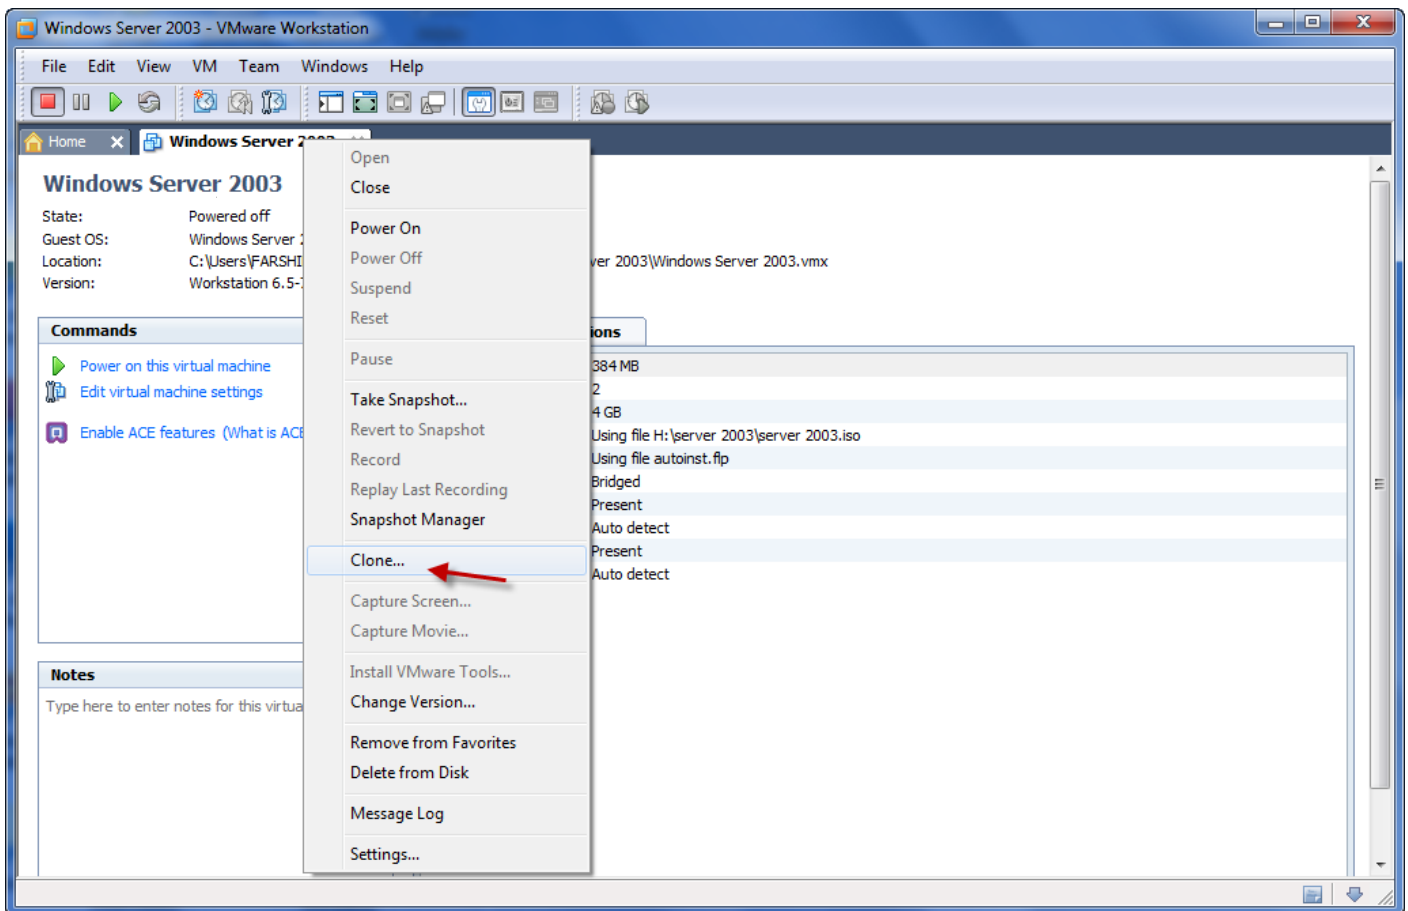 Windows Server 2003 - VMware Workstation
File Edit View VM Team Windows Help
Home Windows Server 2003
Windows Server 2003
State: Powered off
Guest OS: Windows Server
Location: C:\Users\FARSHI ver 2003\Windows Server 2003.vmx
Version: Workstation 6.5-
Commands
Power on this virtual machine
Edit virtual machine settings
Enable ACE features (What is ACE
Open
Close
Power On
Power Off
Suspend
Reset
Pause
Take Snapshot...
Revert to Snapshot
Record
Replay Last Recording
Snapshot Manager
Clone...
Capture Screen...
Capture Movie...
Install VMware Tools...
Change Version...
Remove from Favorites
Delete from Disk
Message Log
Settings...
ions
384 MB
2
4 GB
Using file H:\server 2003\server 2003.iso
Using file autoinst.flp
Bridged
Present
Auto detect
Present
Auto detect
Notes
Type here to enter notes for this virtua